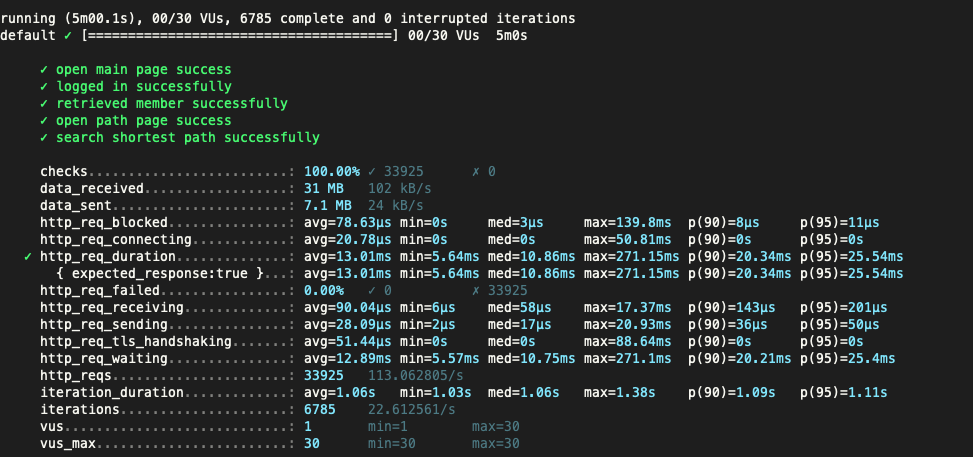 running (5m00.1s), 00/30 VUs, 6785 complete and 0 interrupted iterations
default ✓ [======================================] 00/30 VUs  5m0s
✓ open main page success
✓ logged in successfully
✓ retrieved member successfully
✓ open path page success
✓ search shortest path successfully
checks.........................: 100.00% ✓ 33925      ✗ 0
data_received..................: 31 MB   102 kB/s
data_sent......................: 7.1 MB  24 kB/s
http_req_blocked...............: avg=78.63µs min=0s     med=3µs     max=139.8ms  p(90)=8µs     p(95)=11µs
http_req_connecting............: avg=20.78µs min=0s     med=0s      max=50.81ms  p(90)=0s      p(95)=0s
✓ http_req_duration..............: avg=13.01ms min=5.64ms med=10.86ms max=271.15ms p(90)=20.34ms p(95)=25.54ms
{ expected_response:true }...: avg=13.01ms min=5.64ms med=10.86ms max=271.15ms p(90)=20.34ms p(95)=25.54ms
http_req_failed................: 0.00%   ✓ 0          ✗ 33925
http_req_receiving.............: avg=90.04µs min=6µs    med=58µs    max=17.37ms  p(90)=143µs   p(95)=201µs
http_req_sending...............: avg=28.09µs min=2µs    med=17µs    max=20.93ms  p(90)=36µs    p(95)=50µs
http_req_tls_handshaking.......: avg=51.44µs min=0s     med=0s      max=88.64ms  p(90)=0s      p(95)=0s
http_req_waiting...............: avg=12.89ms min=5.57ms med=10.75ms max=271.1ms  p(90)=20.21ms p(95)=25.4ms
http_reqs......................: 33925   113.062805/s
iteration_duration.............: avg=1.06s   min=1.03s  med=1.06s   max=1.38s    p(90)=1.09s   p(95)=1.11s
iterations.....................: 6785    22.612561/s
vus............................: 1       min=1        max=30
vus_max........................: 30      min=30       max=30